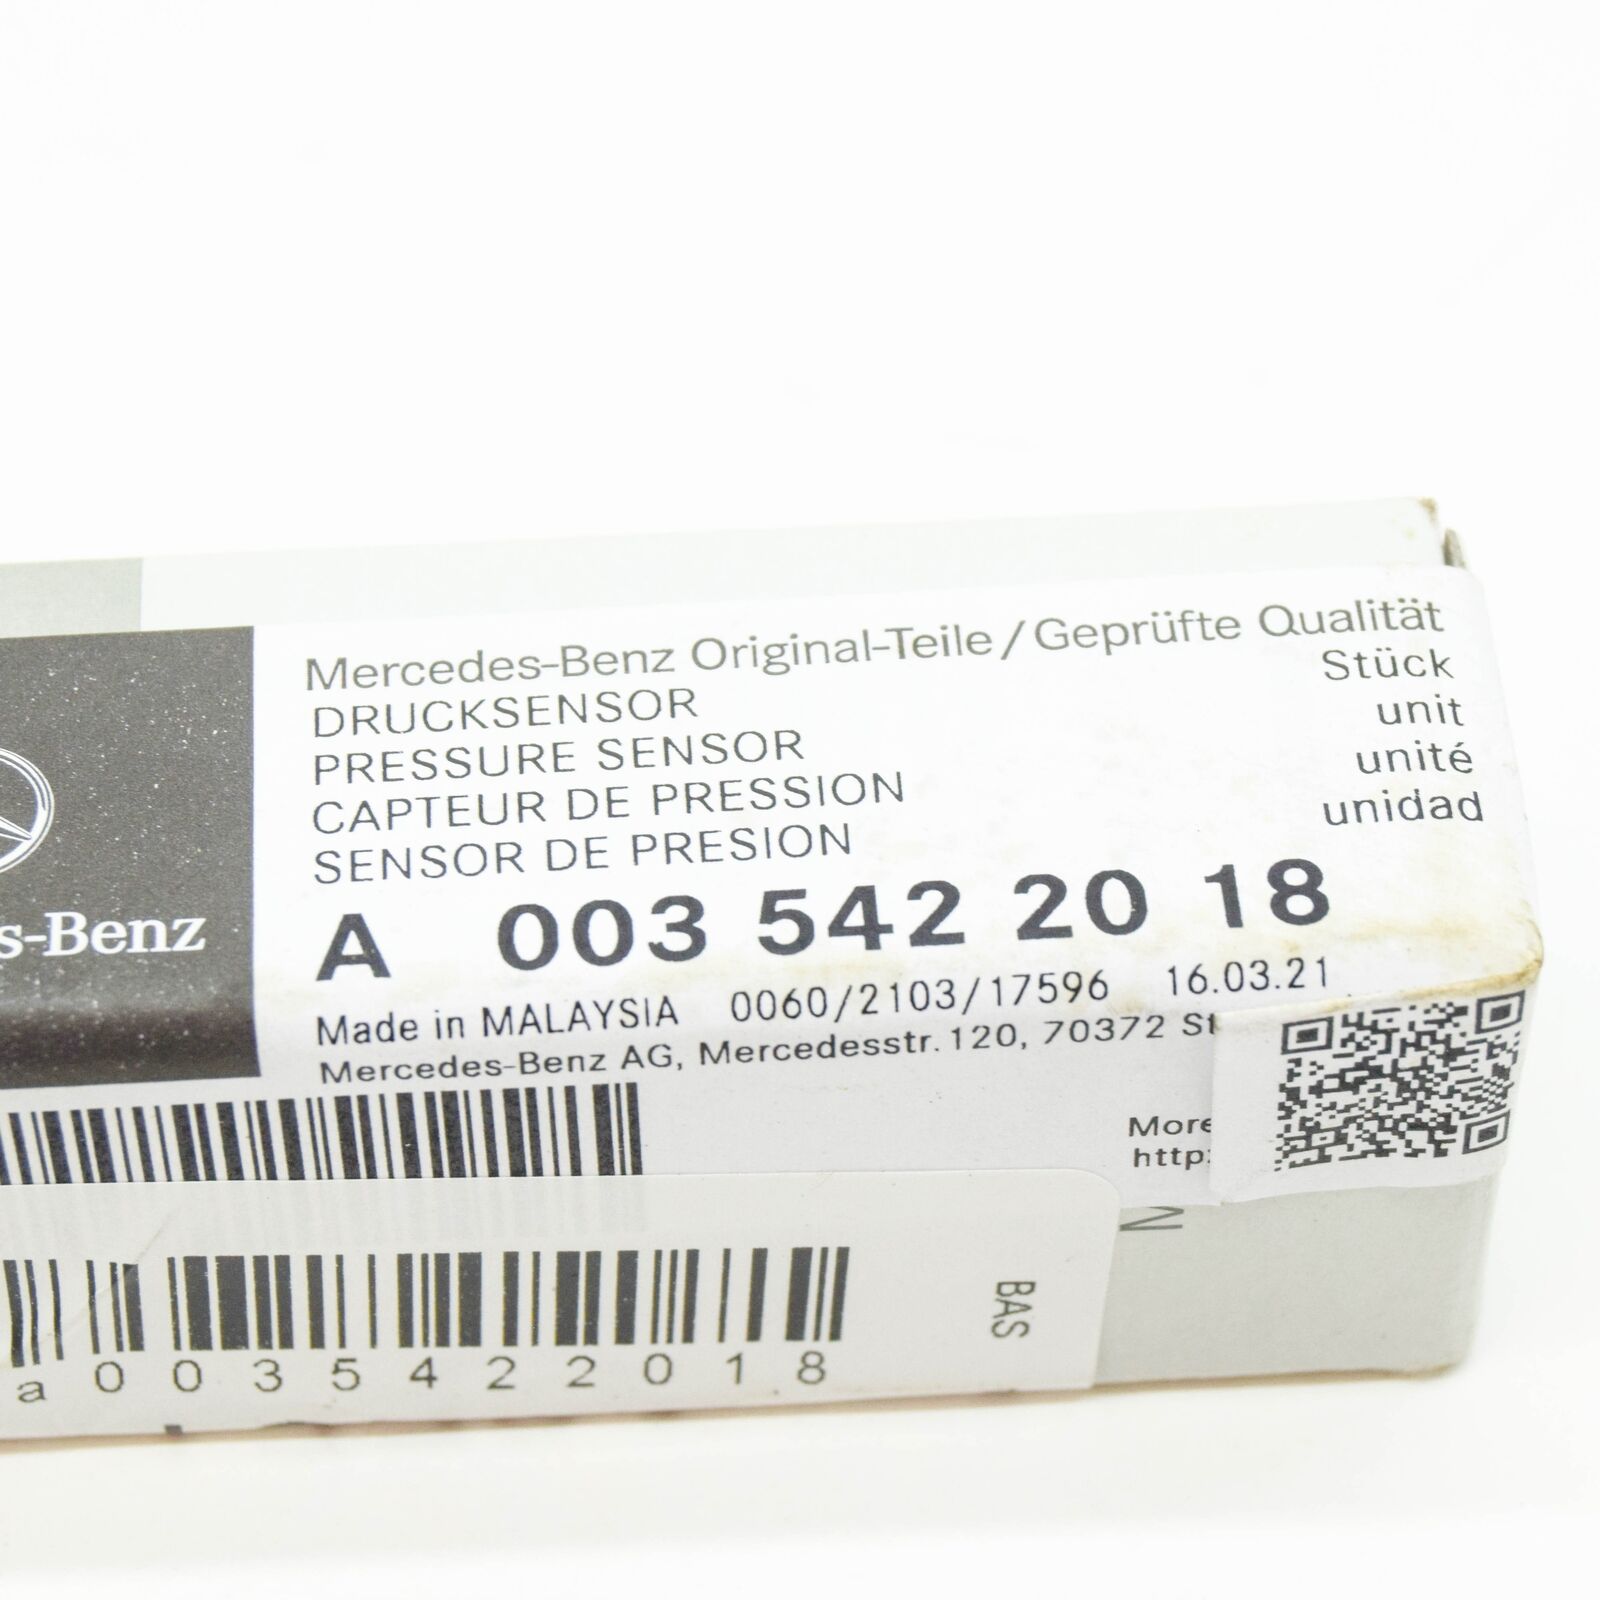 Mercedes-Benz Original-Teile/Geprüfte Qualität
DRUCKSENSOR Stück
PRESSURE SENSOR unit
CAPTEUR DE PRESSION unité
SENSOR DE PRESION unidad
A 003 542 20 18
Made in MALAYSIA 0060/2103/17596 16.03.21
Mercedes-Benz AG, Mercedesstr. 120, 70372 St
s-Benz
More
http:
a0035422018
BAS
N